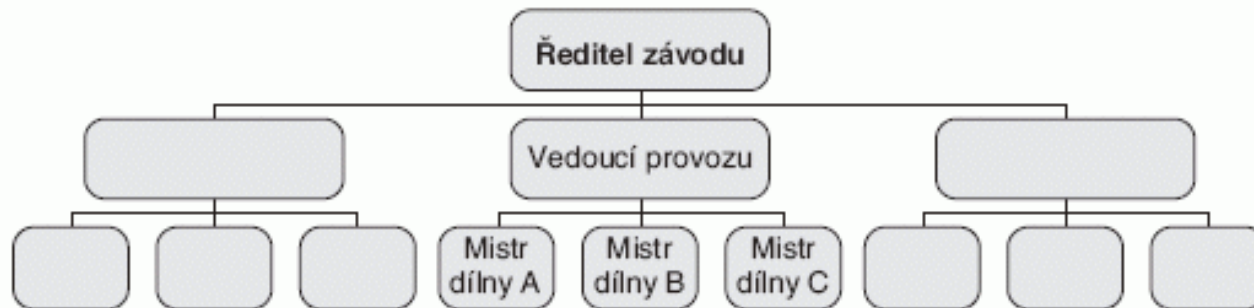 Ředitel závodu
Vedoucí provozu
Mistr
dílny A
Mistr
dílny B
Mistr
dílny C